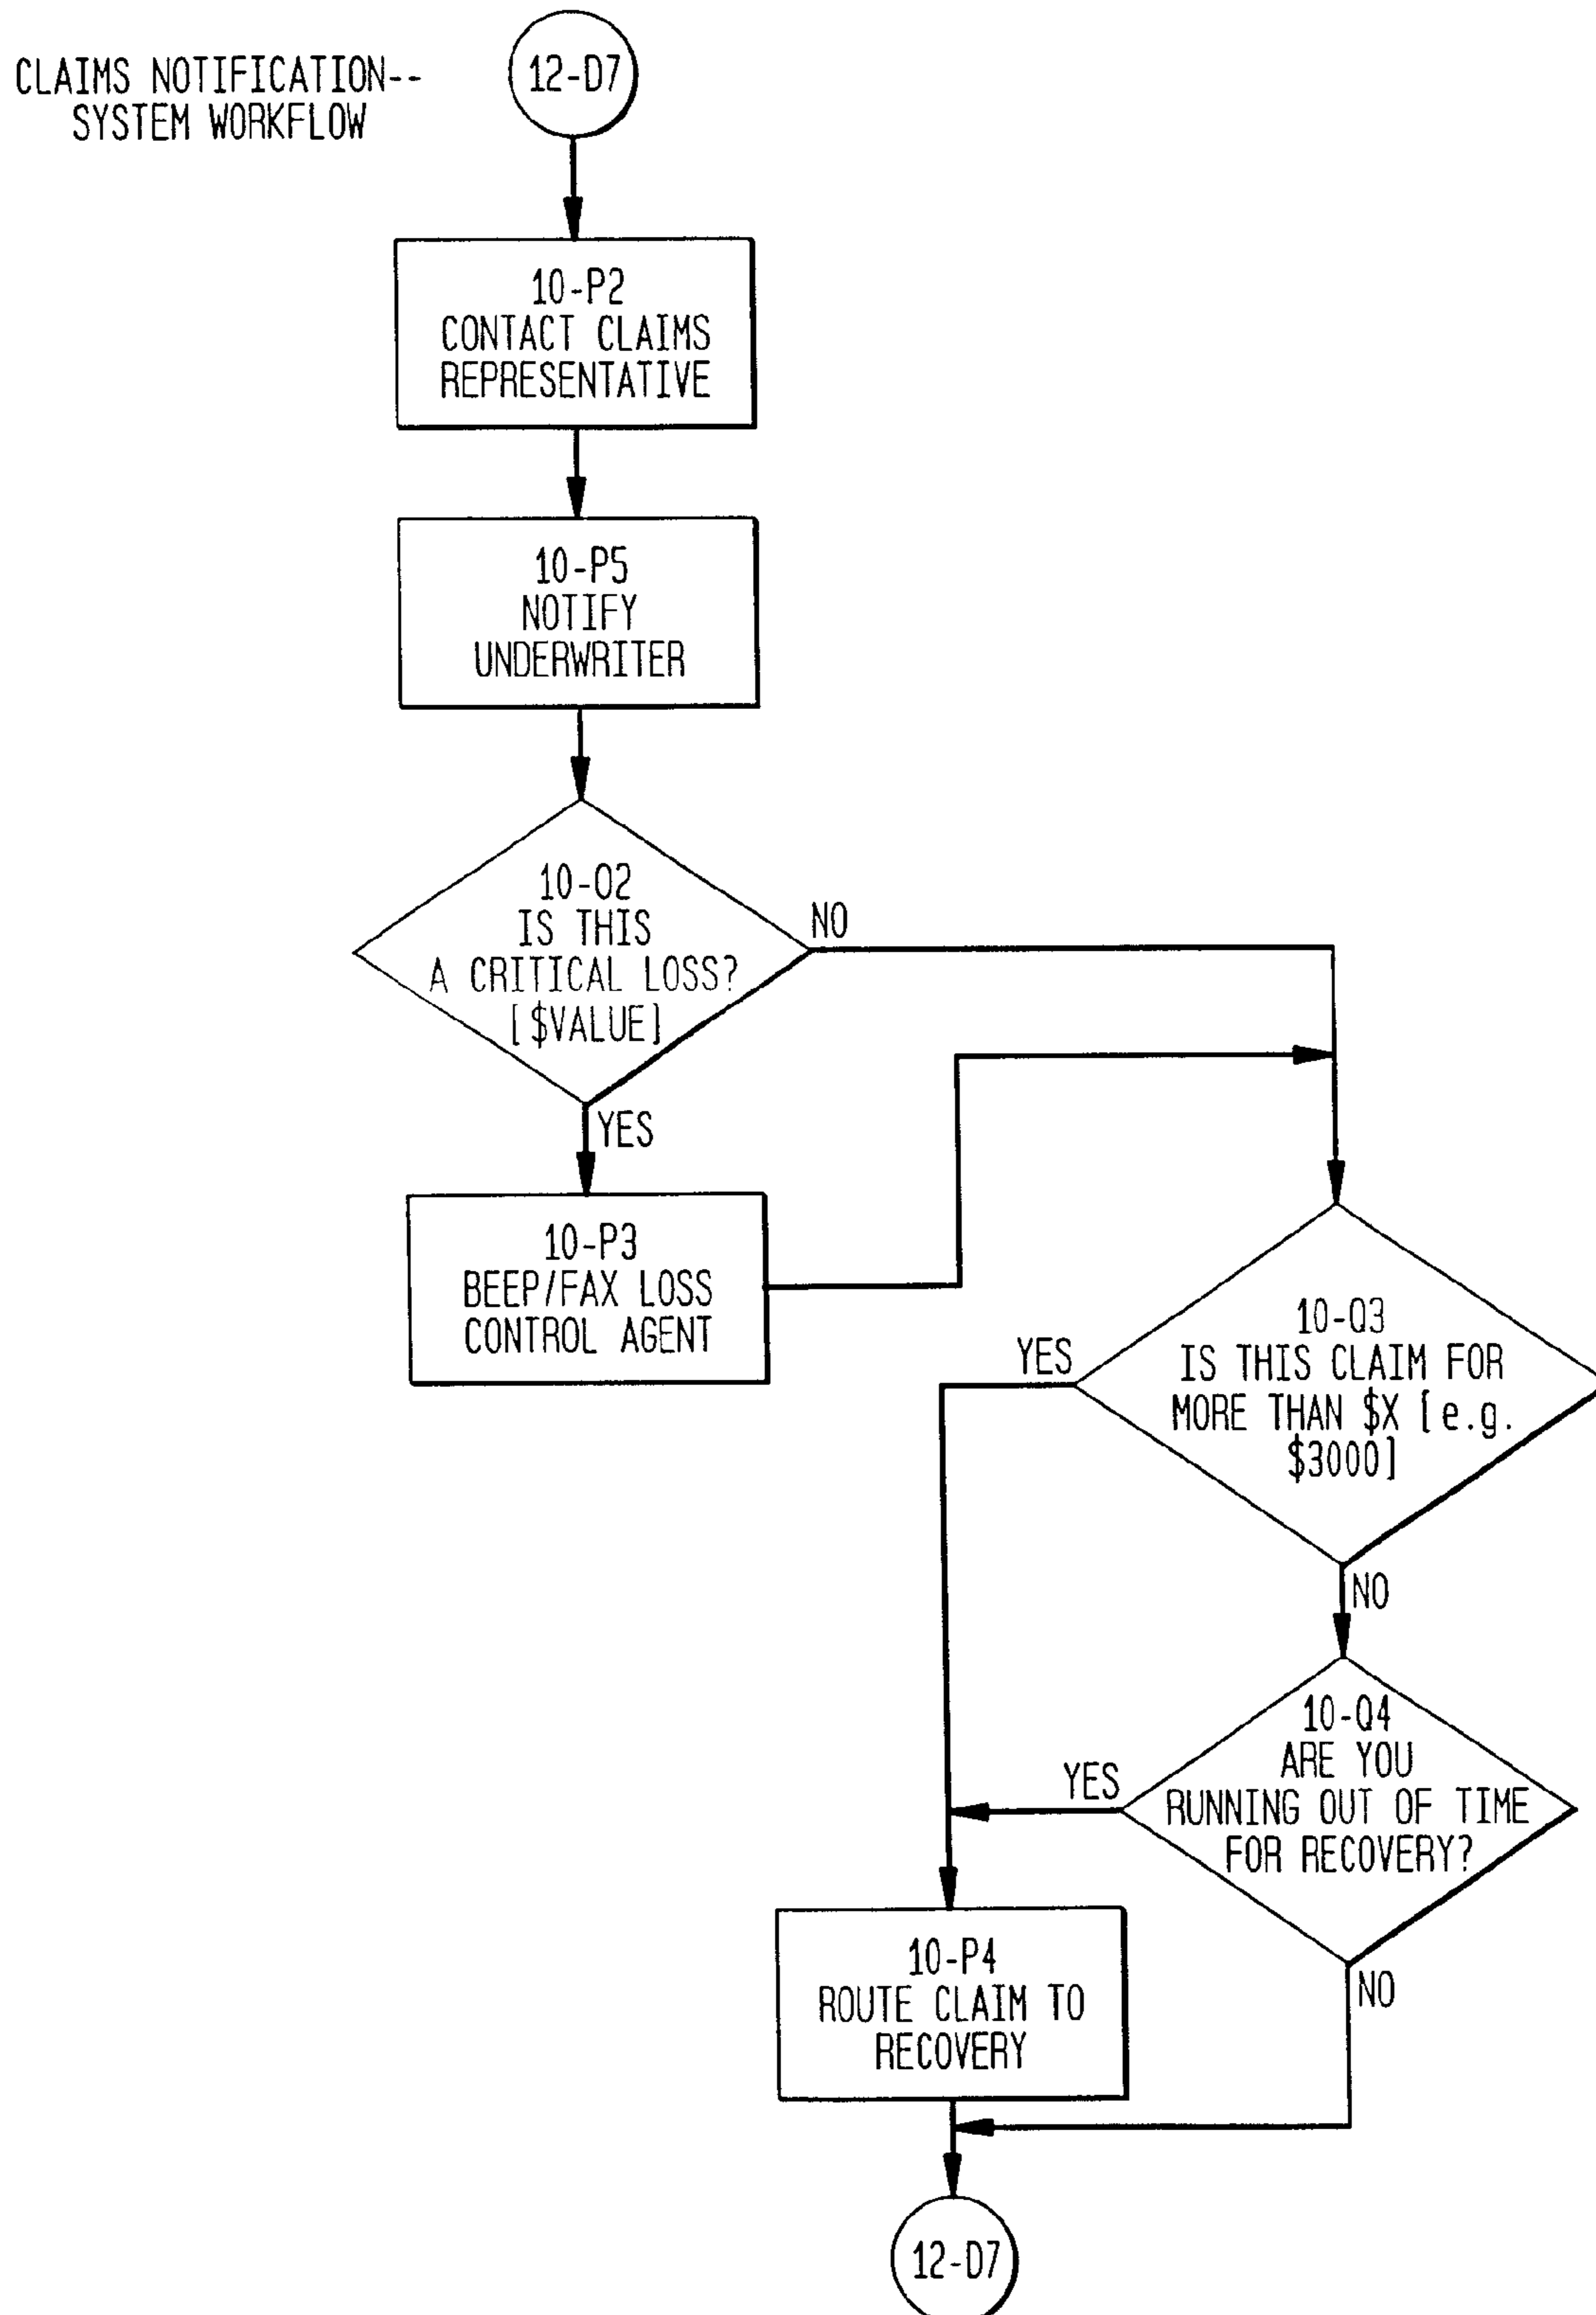 CLAIMS NOTIFICATION--
SYSTEM WORKFLOW
12-D7
10-P2
CONTACT CLAIMS
REPRESENTATIVE
10-P5
NOTIFY
UNDERWRITER
10-Q2
IS THIS
A CRITICAL LOSS?
[$VALUE]
NO
YES
10-P3
BEEP/FAX LOSS
CONTROL AGENT
10-Q3
IS THIS CLAIM FOR
MORE THAN $X [e.g.
$3000]
YES
NO
10-Q4
ARE YOU
RUNNING OUT OF TIME
FOR RECOVERY?
YES
NO
10-P4
ROUTE CLAIM TO
RECOVERY
12-D7